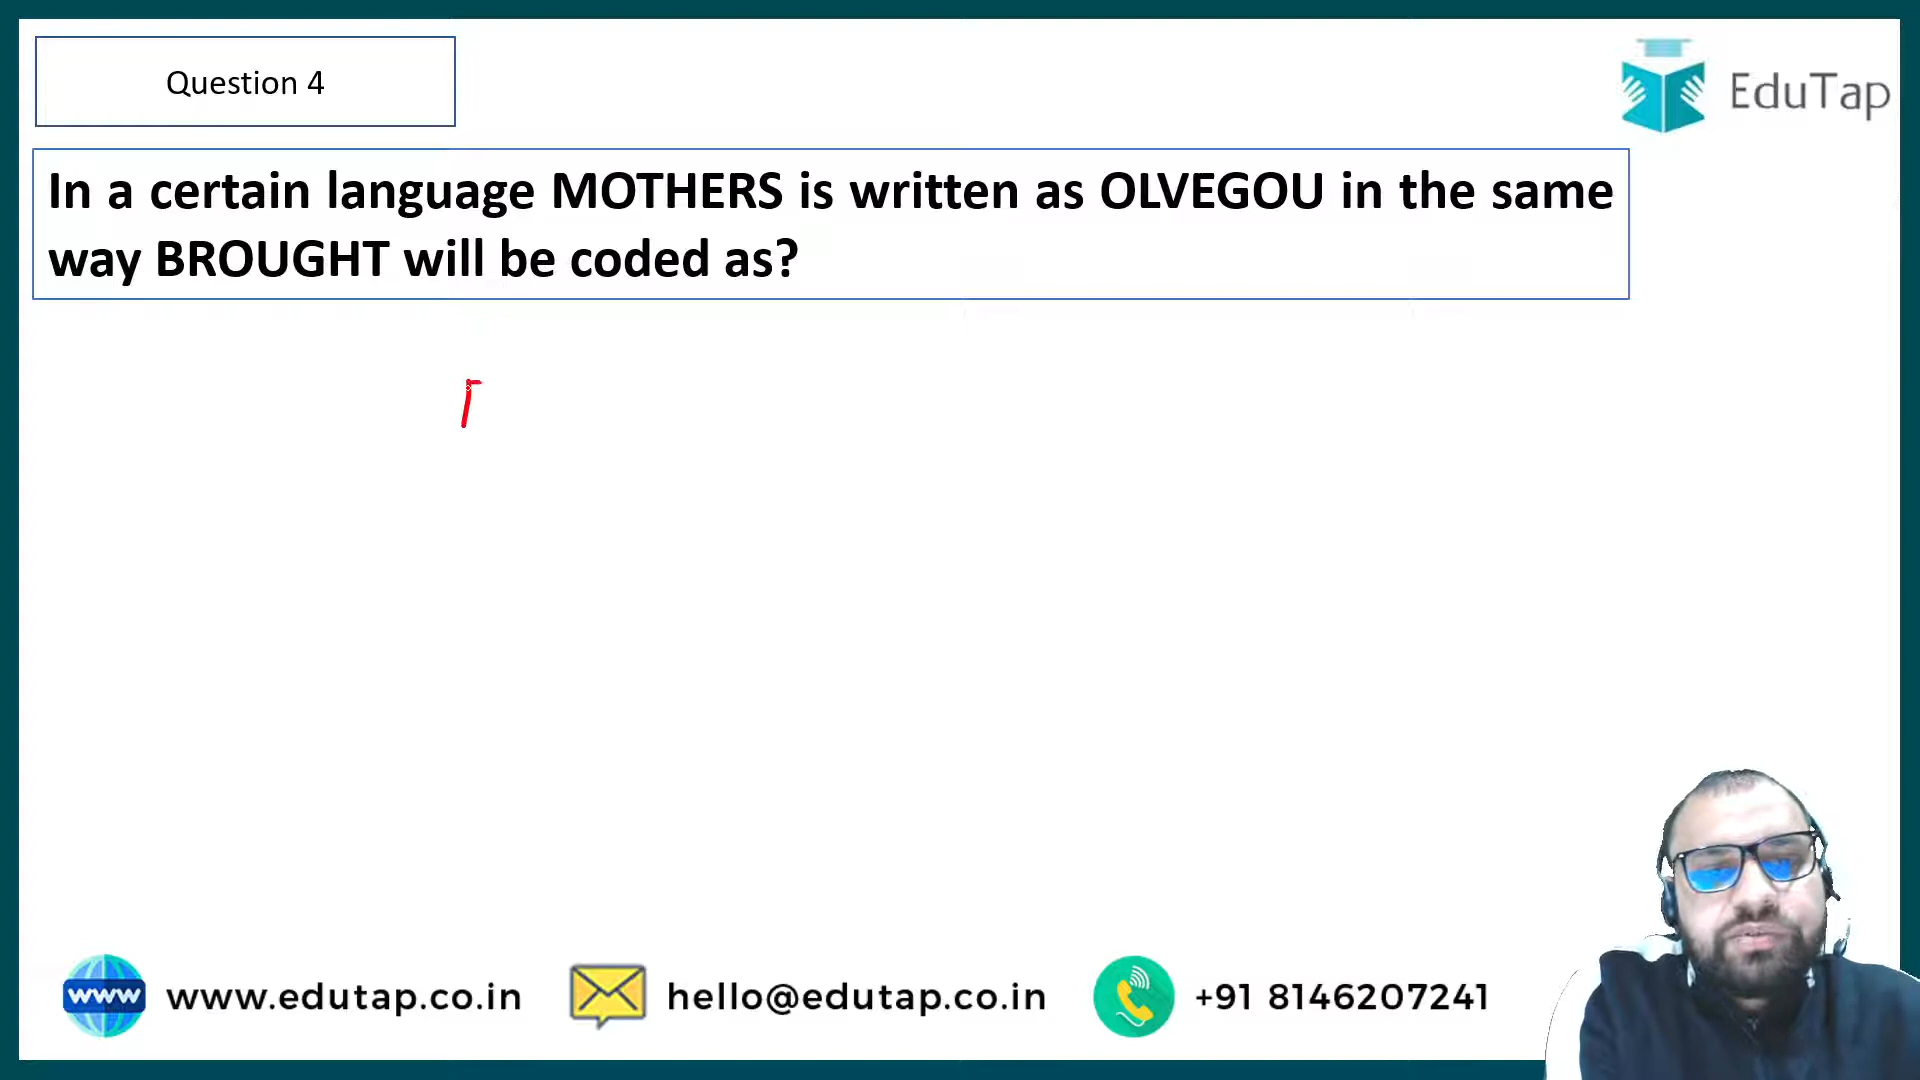 Question 4
EduTap
In a certain language MOTHERS is written as OLVEGOU in the same
way BROUGHT will be coded as?
www
www.edutap.co.in
hello@edutap.co.in
+91 8146207241